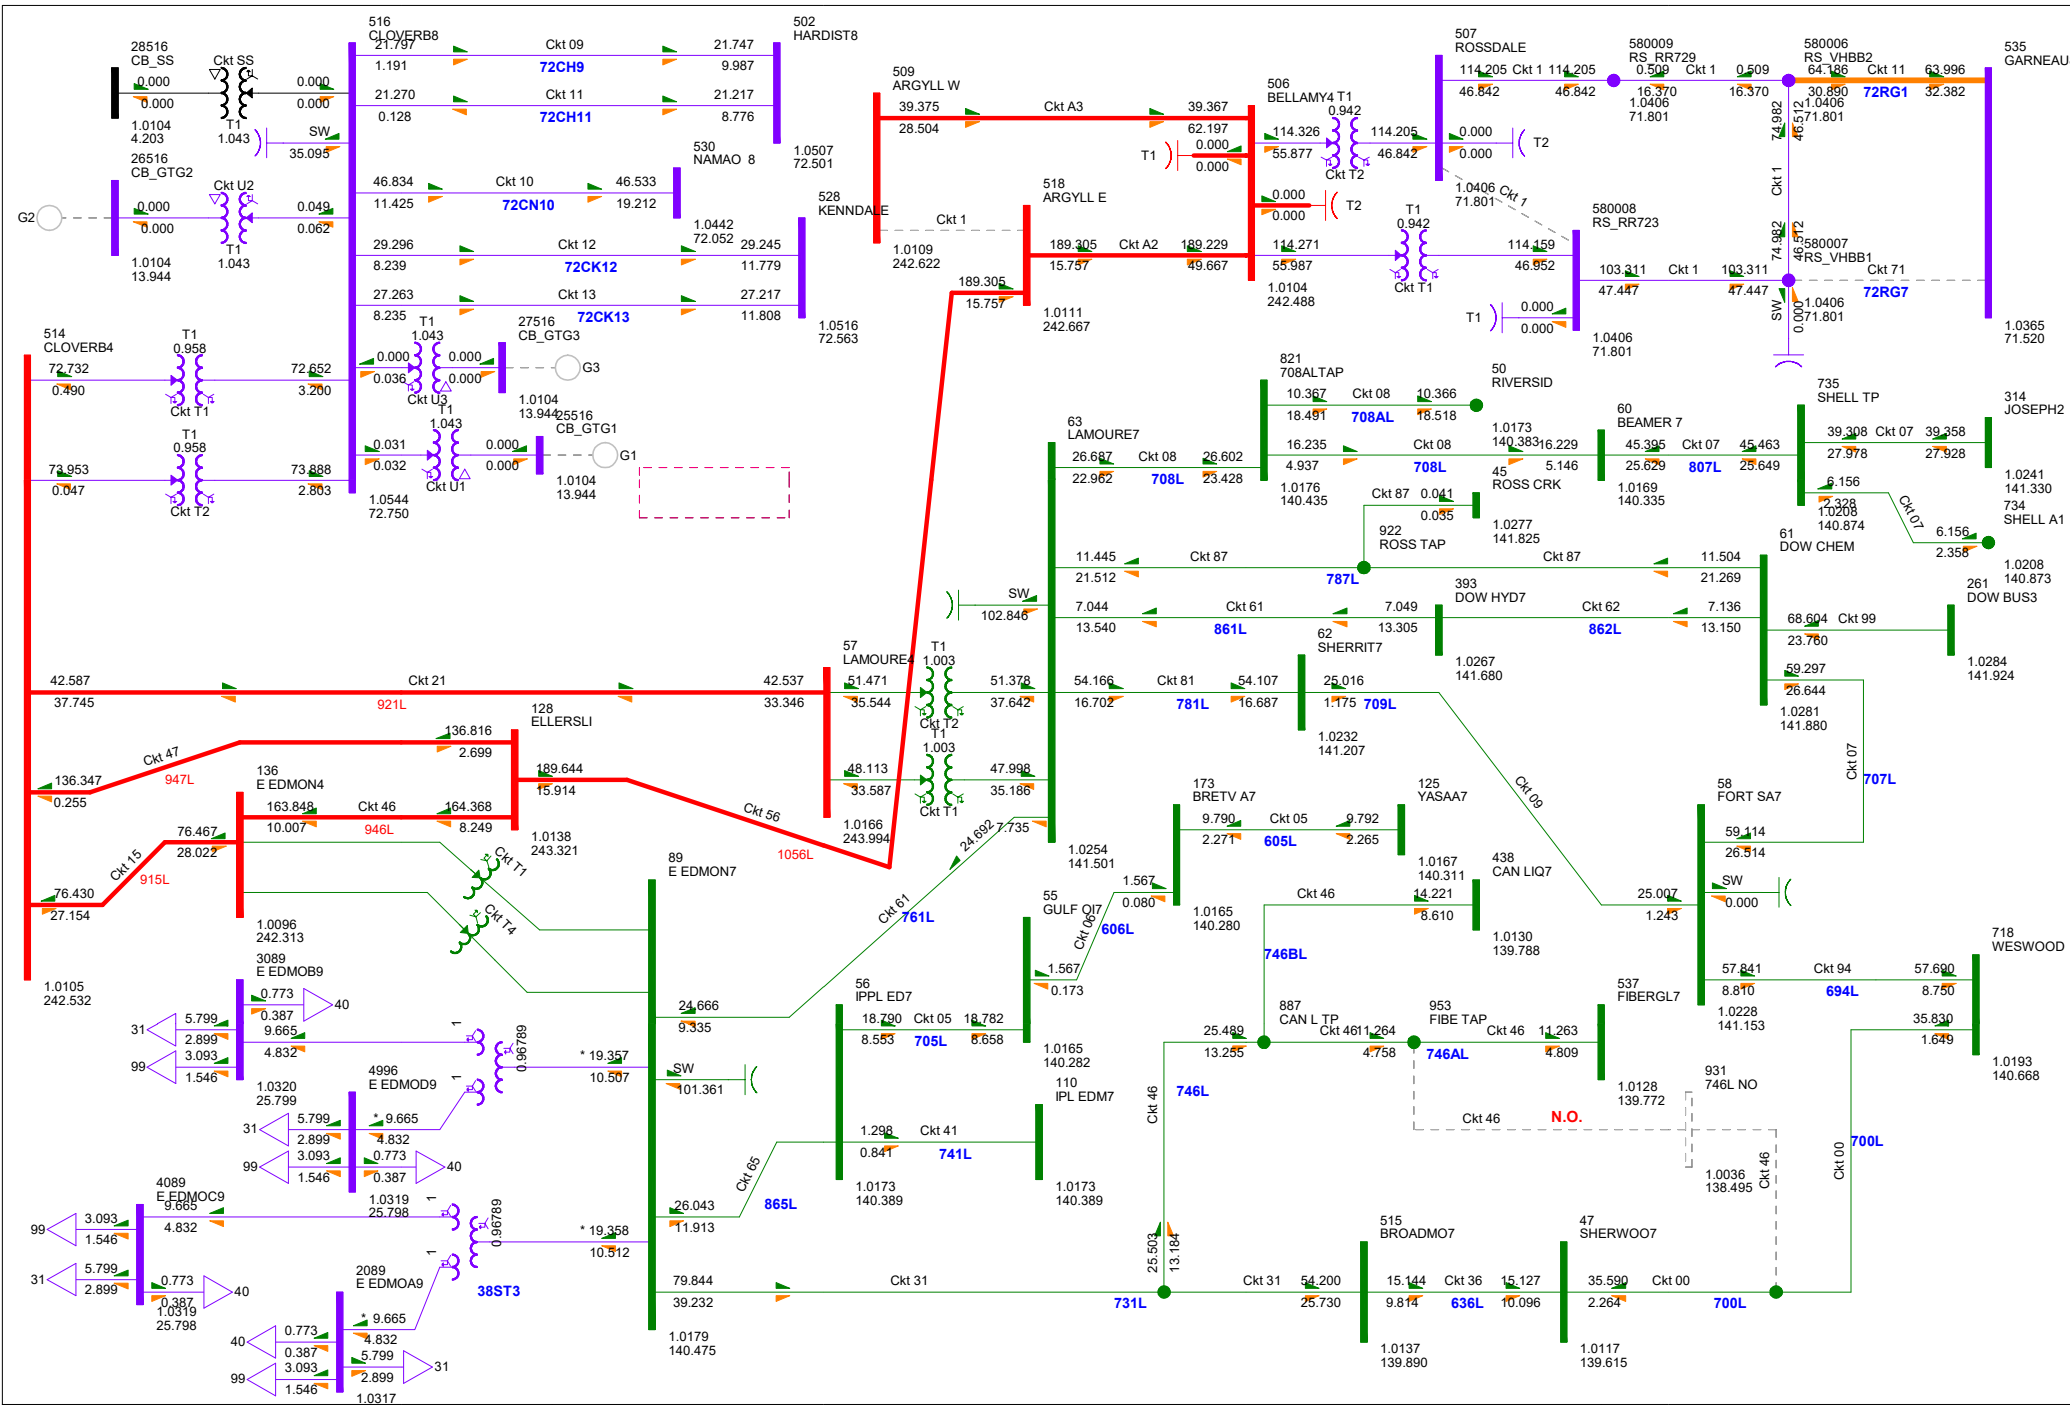 516
CLOVERB8
28516
CB_SS
Ckt SS
0.000
0.000
0.000
0.000
T1
1.043
1.0104
4.203
SW
35.095
26516
CB_GTG2
Ckt U2
G2
0.000
0.000
0.049
0.062
T1
1.043
1.0104
13.944
21.797
1.191
Ckt 09
72CH9
21.747
9.987
502
HARDIST8
21.270
0.128
Ckt 11
72CH11
21.217
8.776
1.0507
72.501
530
NAMAO 8
46.834
11.425
Ckt 10
72CN10
46.533
19.212
1.0442
72.052
528
KENNDALE
29.296
8.239
Ckt 12
72CK12
29.245
11.779
27.263
8.235
Ckt 13
72CK13
27.217
11.808
1.0516
72.563
514
CLOVERB4
T1
0.958
72.732
0.490
72.652
3.200
Ckt T1
T1
0.958
73.953
0.047
73.888
2.803
Ckt T2
T1
1.043
0.000
0.036
0.000
0.000
Ckt U3
27516
CB_GTG3
G3
1.0104
13.944
T1
1.043
0.031
0.032
0.000
0.000
Ckt U1
25516
CB_GTG1
G1
1.0104
13.944
1.0544
72.750
509
ARGYLL W
39.375
28.504
Ckt A3
39.367
62.197
1.0109
242.622
Ckt 1
518
ARGYLL E
189.305
15.757
189.305
15.757
Ckt A2
189.229
49.667
1.0111
242.667
506
BELLAMY4
T1
0.000
0.000
0.000
0.000
T2
T1
0.942
114.326
55.877
114.205
46.842
Ckt T2
T1
0.942
114.271
55.987
114.159
46.952
Ckt T1
1.0104
242.488
507
ROSSDALE
114.205
46.842
Ckt 1
114.205
46.842
0.000
0.000
T2
1.0406
71.801
Ckt 1
580009
RS_RR729
0.509
16.370
Ckt 1
0.509
16.370
1.0406
71.801
580006
RS_VHBB2
64.186
30.890
Ckt 11
72RG1
63.996
32.382
535
GARNEAU
1.0406
71.801
74.982
46.512
Ckt 1
74.982
46.512
580008
RS_RR723
103.311
47.447
Ckt 1
103.311
47.447
T1
0.000
0.000
1.0406
71.801
580007
RS_VHBB1
Ckt 71
72RG7
1.0406
71.801
SW
0.000
1.0365
71.520
821
708ALTAP
10.367
18.491
Ckt 08
708AL
10.366
18.518
50
RIVERSID
1.0173
140.383
63
LAMOURE7
26.687
22.962
Ckt 08
708L
26.602
23.428
16.235
4.937
Ckt 08
708L
16.229
5.146
1.0176
140.435
60
BEAMER 7
45.395
25.629
Ckt 07
807L
45.463
25.649
1.0169
140.335
735
SHELL TP
39.308
27.978
Ckt 07
39.358
27.928
314
JOSEPH2
1.0241
141.330
6.156
2.328
1.0208
140.874
Ckt 07
734
SHELL A1
6.156
2.358
1.0208
140.873
45
ROSS CRK
Ckt 87
0.041
0.035
1.0277
141.825
922
ROSS TAP
11.445
21.512
Ckt 87
787L
Ckt 87
11.504
21.269
61
DOW CHEM
SW
102.846
7.044
13.540
Ckt 61
861L
7.049
13.305
393
DOW HYD7
Ckt 62
862L
7.136
13.150
1.0267
141.680
68.604
23.760
Ckt 99
261
DOW BUS3
1.0284
141.924
59.297
26.644
1.0281
141.880
Ckt 07
707L
54.166
16.702
Ckt 81
781L
54.107
16.687
62
SHERRIT7
25.016
1.175
709L
1.0232
141.207
Ckt 09
42.587
37.745
Ckt 21
921L
42.537
33.346
57
LAMOURE4
T1
1.003
51.471
35.544
51.378
37.642
Ckt T2
T1
1.003
48.113
33.587
47.998
35.186
Ckt T1
1.0166
243.994
1.0254
141.501
128
ELLERSLI
136.816
2.699
Ckt 47
947L
136.347
0.255
189.644
15.914
Ckt 56
1056L
1.0138
243.321
136
E EDMON4
163.848
10.007
Ckt 46
946L
164.368
8.249
76.467
28.022
Ckt 15
915L
76.430
27.154
Ckt T1
Ckt T4
1.0096
242.313
1.0105
242.532
24.692
7.735
Ckt 61
761L
24.666
9.335
89
E EDMON7
173
BRETV A7
9.790
2.271
Ckt 05
605L
9.792
2.265
125
YASAA7
1.0167
140.311
1.567
0.080
1.0165
140.280
Ckt 06
606L
55
GULF OI7
1.567
0.173
1.0165
140.282
438
CAN LIQ7
Ckt 46
14.221
8.610
746BL
1.0130
139.788
58
FORT SA7
59.114
26.514
SW
0.000
25.007
1.243
57.841
8.810
Ckt 94
694L
57.690
8.750
1.0228
141.153
718
WESWOOD
35.830
1.649
1.0193
140.668
3089
E EDMOB9
0.773
0.387
40
31
5.799
2.899
9.665
4.832
99
3.093
1.546
1.0320
25.799
1
1
0.96789
* 19.357
10.507
SW
101.361
4996
E EDMOD9
31
5.799
2.899
* 9.665
4.832
99
3.093
1.546
0.773
0.387
40
1.0319
25.798
56
IPPL ED7
18.790
8.553
Ckt 05
705L
18.782
8.658
1.298
0.841
Ckt 41
741L
110
IPL EDM7
1.0173
140.389
1.0173
140.389
887
CAN L TP
25.489
13.255
Ckt 46
11.264
4.758
953
FIBE TAP
Ckt 46
746AL
11.263
4.809
537
FIBERGL7
1.0128
139.772
746L
Ckt 46
Ckt 46
N.O.
931
746L NO
1.0036
138.495
Ckt 46
Ckt 00
700L
4089
E EDMOC9
9.665
4.832
99
3.093
1.546
31
5.799
2.899
0.773
0.387
40
1.0319
25.798
1
1
0.96789
* 19.358
10.512
38ST3
2089
E EDMOA9
* 9.665
4.832
40
0.773
0.387
99
3.093
1.546
5.799
2.899
31
1.0317
26.043
11.913
Ckt 65
865L
79.844
39.232
Ckt 31
731L
1.0179
140.475
25.503
13.184
Ckt 31
54.200
25.730
515
BROADMO7
15.144
9.814
Ckt 36
636L
15.127
10.096
47
SHERWOO7
35.590
2.264
Ckt 00
700L
1.0137
139.890
1.0117
139.615